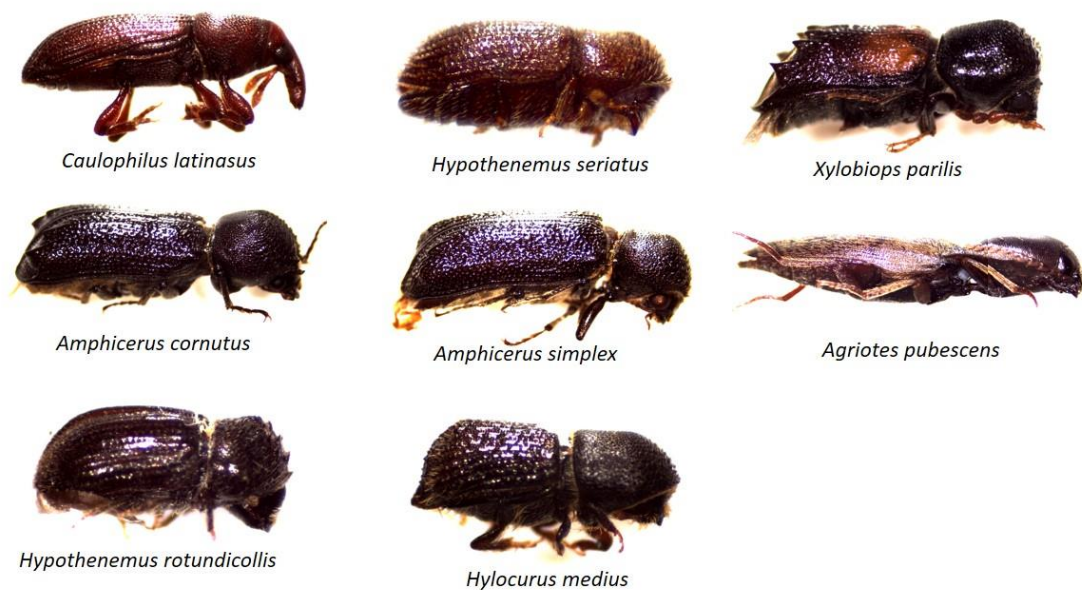 Caulophilus latinasus
Hypothenemus seriatus
Xylobiops parilis
Amphicerus cornutus
Amphicerus simplex
Agriotes pubescens
Hypothenemus rotundicollis
Hylocurus medius